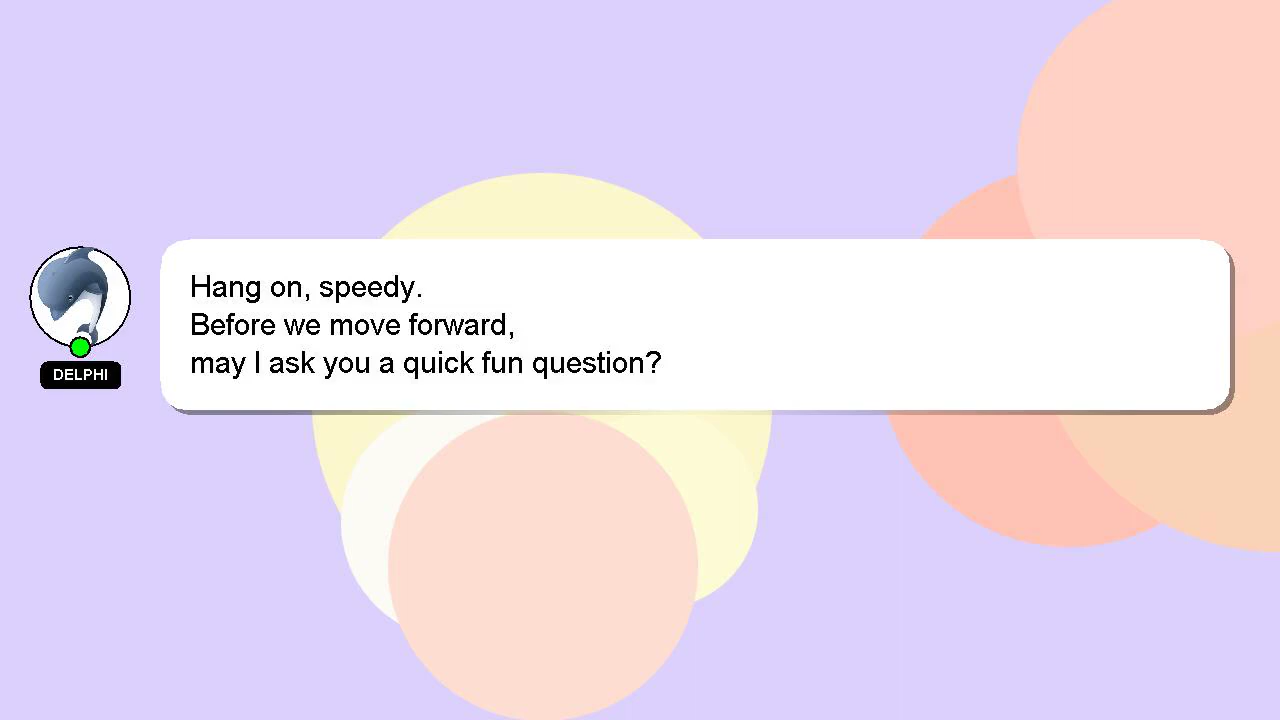 Hang on, speedy.
Before we move forward,
may I ask you a quick fun question?
DELPHI